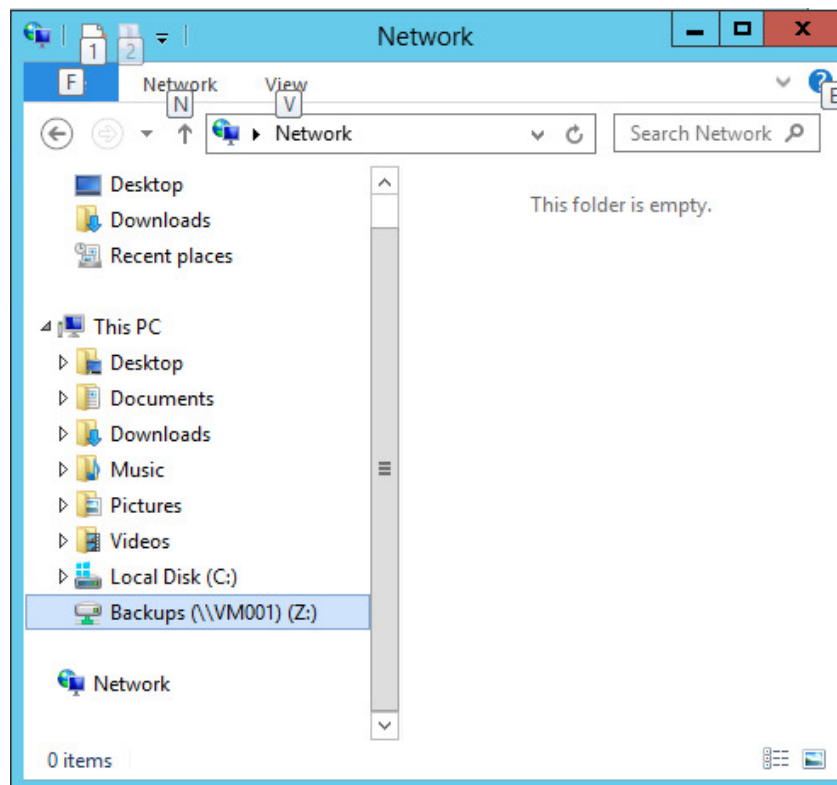 Network
1
2
F
Network
View
N
V
E
Network
Search Network
Desktop
Downloads
Recent places
This folder is empty.
This PC
Desktop
Documents
Downloads
Music
Pictures
Videos
Local Disk (C:)
Backups (\\VM001) (Z:)
Network
0 items